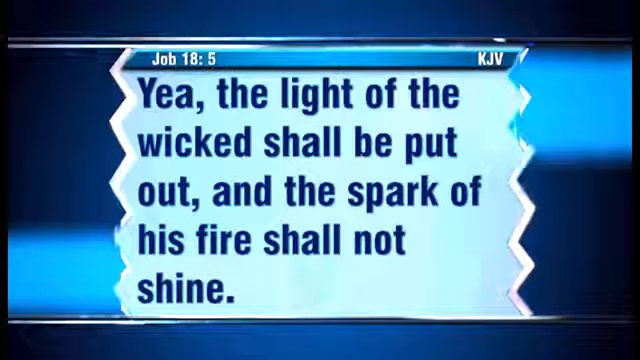 Job 18: 5 KJV
Yea, the light of the
wicked shall be put
out, and the spark of
his fire shall not
shine.